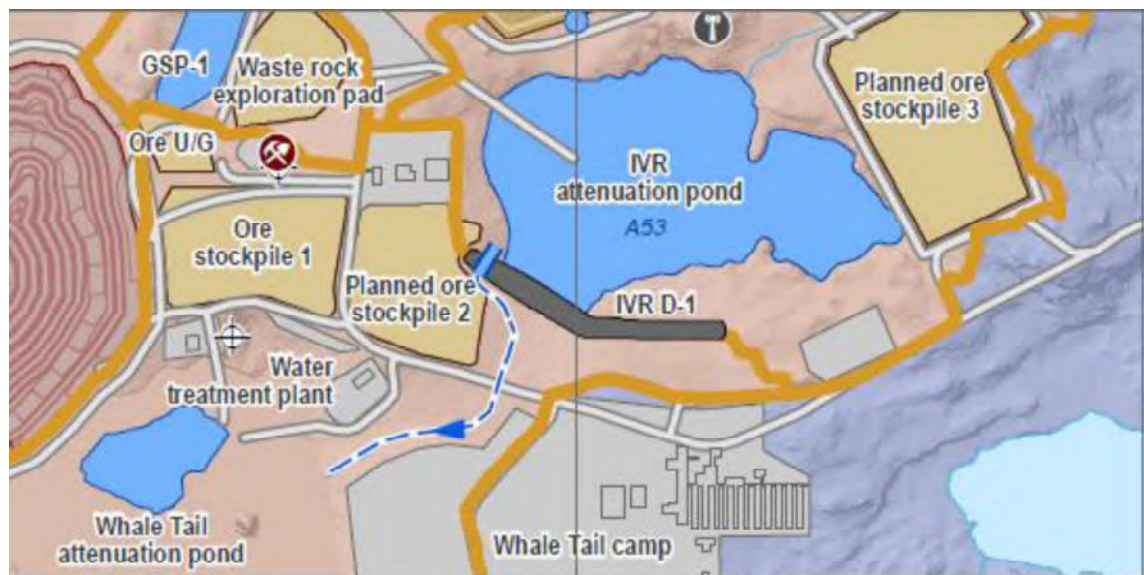 GSP-1
Waste rock
exploration pad
Ore U/G
Planned ore
stockpile 3
IVR
attenuation pond
A53
Ore
stockpile 1
Planned ore
stockpile 2
IVR D-1
Water
treatment plant
Whale Tail
attenuation pond
Whale Tail camp